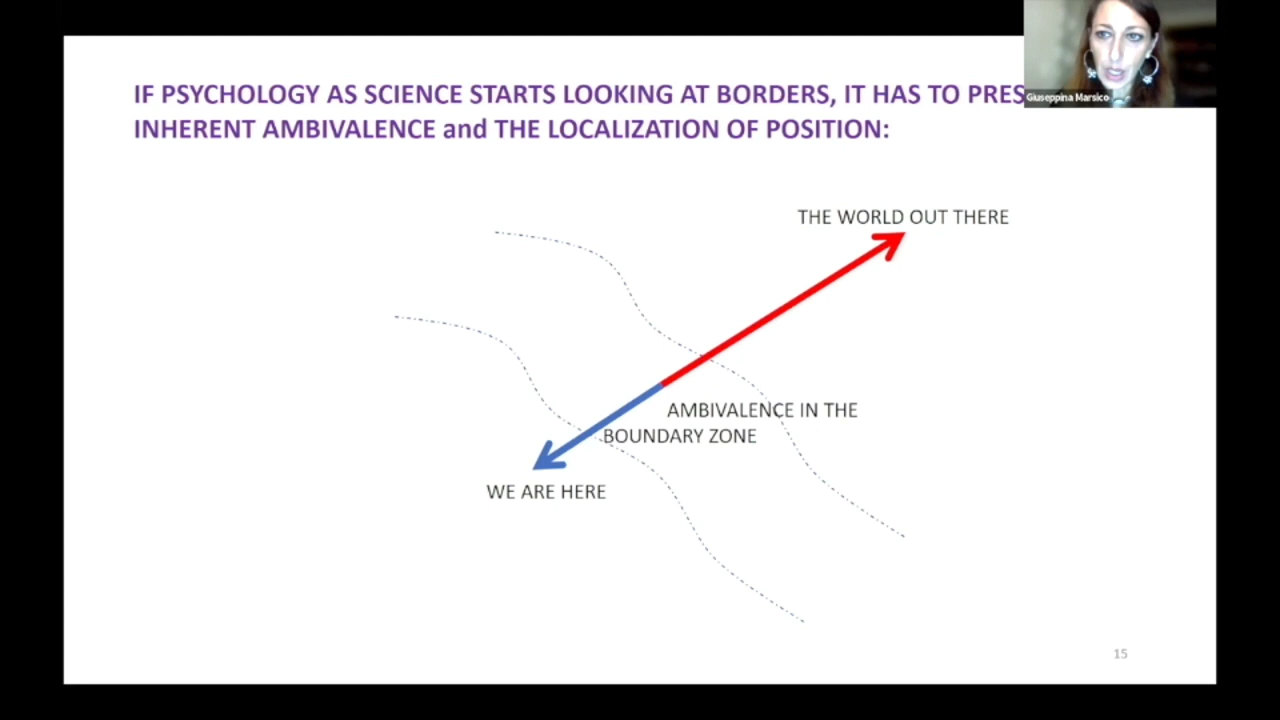 IF PSYCHOLOGY AS SCIENCE STARTS LOOKING AT BORDERS, IT HAS TO
INHERENT AMBIVALENCE and THE LOCALIZATION OF POSITION:
Giuseppina Marsico
THE WORLD OUT THERE
AMBIVALENCE IN THE
BOUNDARY ZONE
WE ARE HERE
15